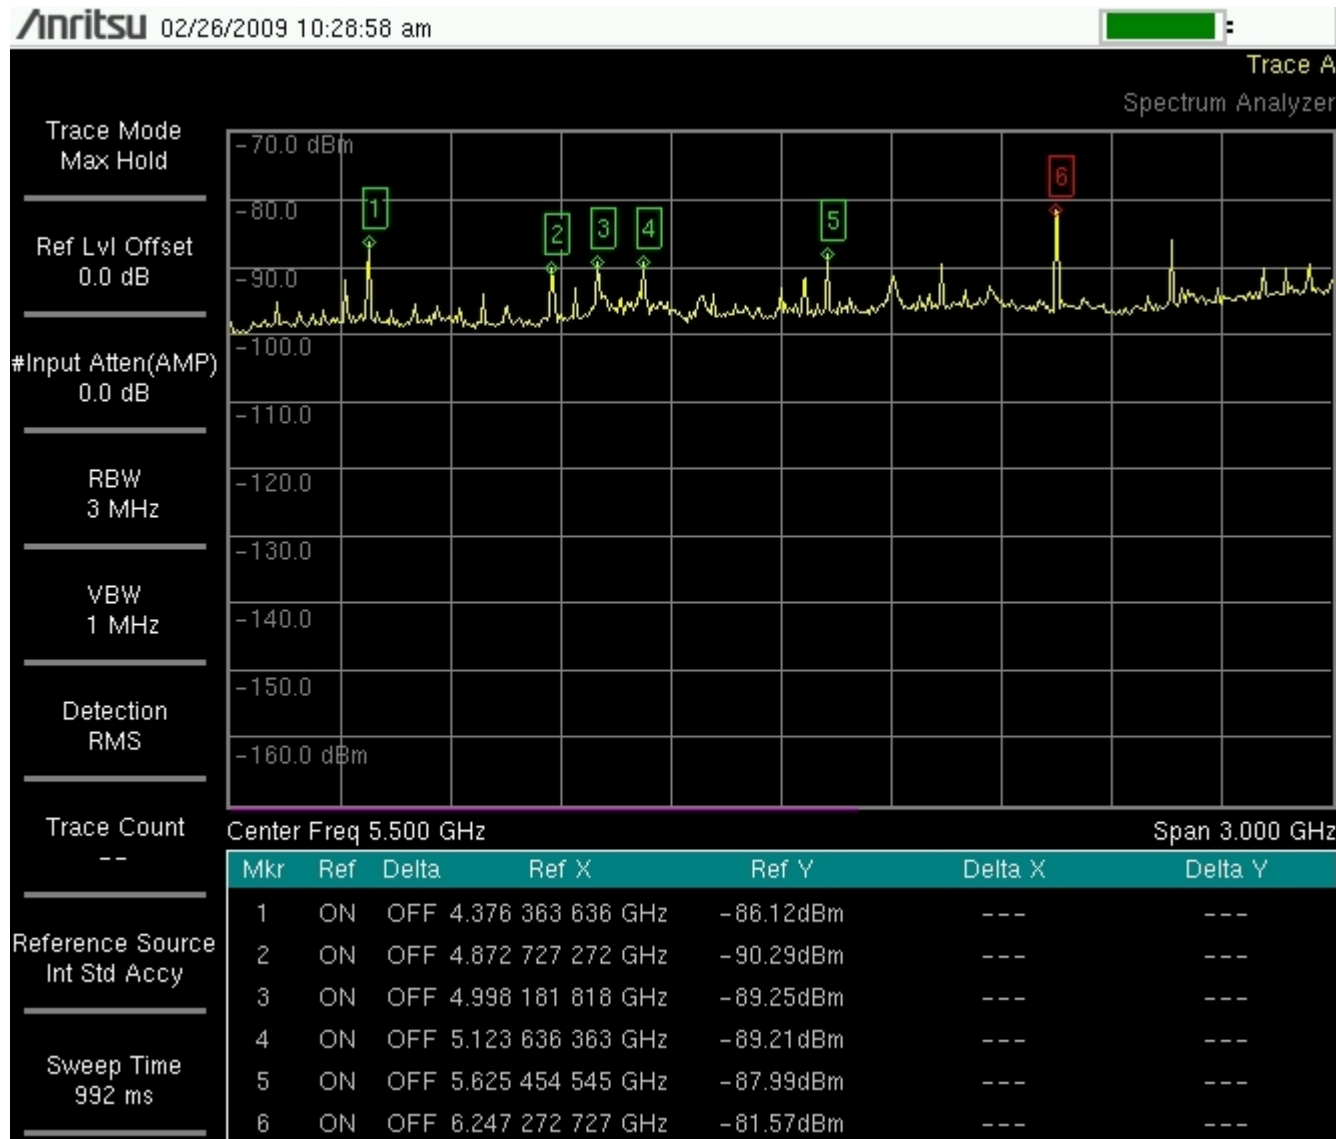 Anritsu 02/26/2009 10:28:58 am
Trace A
Spectrum Analyzer
Trace Mode
Max Hold
Ref Lvl Offset
0.0 dB
#Input Atten(AMP)
0.0 dB
RBW
3 MHz
VBW
1 MHz
Detection
RMS
Trace Count
--
Reference Source
Int Std Accy
Sweep Time
992 ms
-70.0 dBm
-80.0
-90.0
-100.0
-110.0
-120.0
-130.0
-140.0
-150.0
-160.0 dBm
1
2
3
4
5
6
Center Freq 5.500 GHz Span 3.000 GHz
Mkr Ref Delta Ref X Ref Y Delta X Delta Y
1 ON OFF 4.376 363 636 GHz -86.12dBm --- ---
2 ON OFF 4.872 727 272 GHz -90.29dBm --- ---
3 ON OFF 4.998 181 818 GHz -89.25dBm --- ---
4 ON OFF 5.123 636 363 GHz -89.21dBm --- ---
5 ON OFF 5.625 454 545 GHz -87.99dBm --- ---
6 ON OFF 6.247 272 727 GHz -81.57dBm --- ---